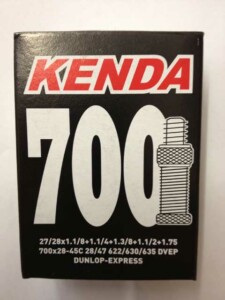 KENDA
700
27/28x1.1/8+1.1/4+1.3/8+1.1/2+1.75
700x28-45C 28/47 622/630/635 DVEP
DUNLOP-EXPRESS